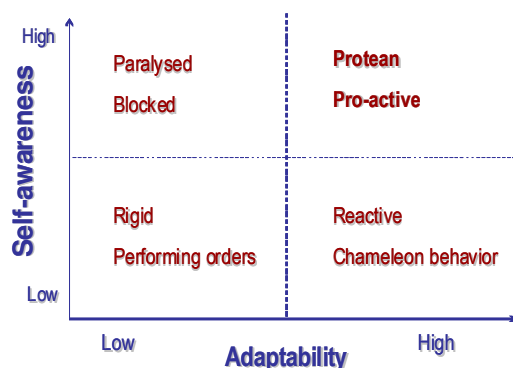 High
Paralysed
Blocked
Protean
Pro-active
Self-awareness
Rigid
Performing orders
Reactive
Chameleon behavior
Low
Low
Adaptability
High